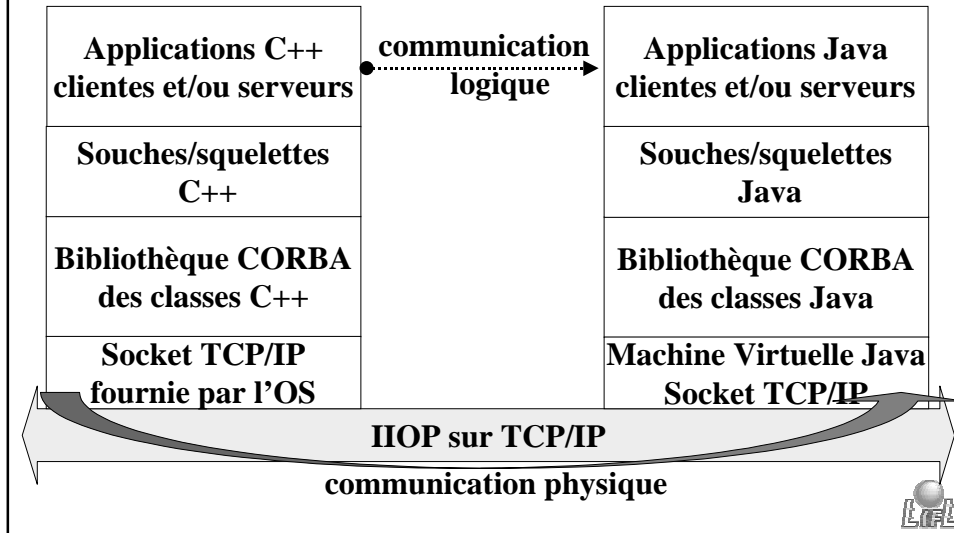 Applications C++
clientes et/ou serveurs
communication
logique
Applications Java
clientes et/ou serveurs
Souches/squelettes
C++
Souches/squelettes
Java
Bibliothèque CORBA
des classes C++
Bibliothèque CORBA
des classes Java
Socket TCP/IP
fournie par l’OS
Machine Virtuelle Java
Socket TCP/IP
IIOP sur TCP/IP
communication physique